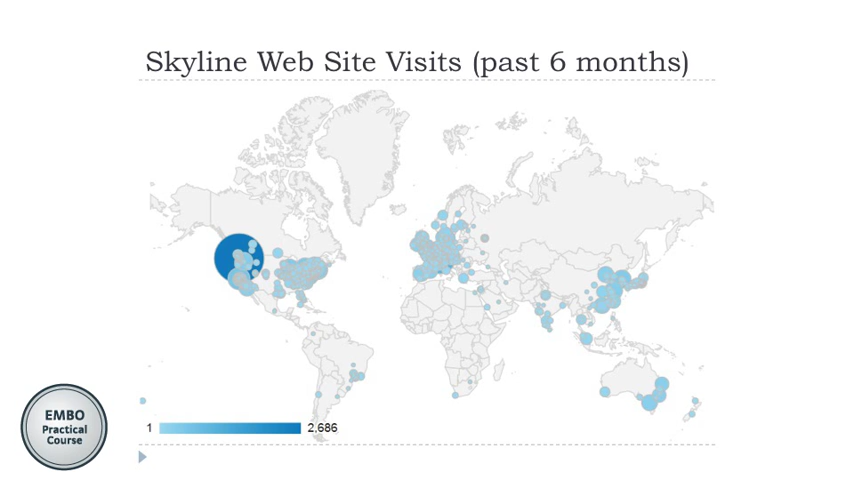 Skyline Web Site Visits (past 6 months)
1
2,686
EMBO
Practical
Course